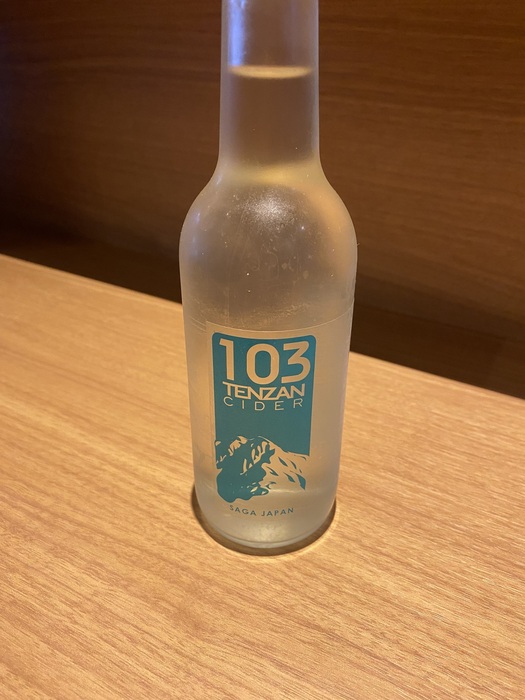 103
TENZAN
CIDER
SAGA JAPAN